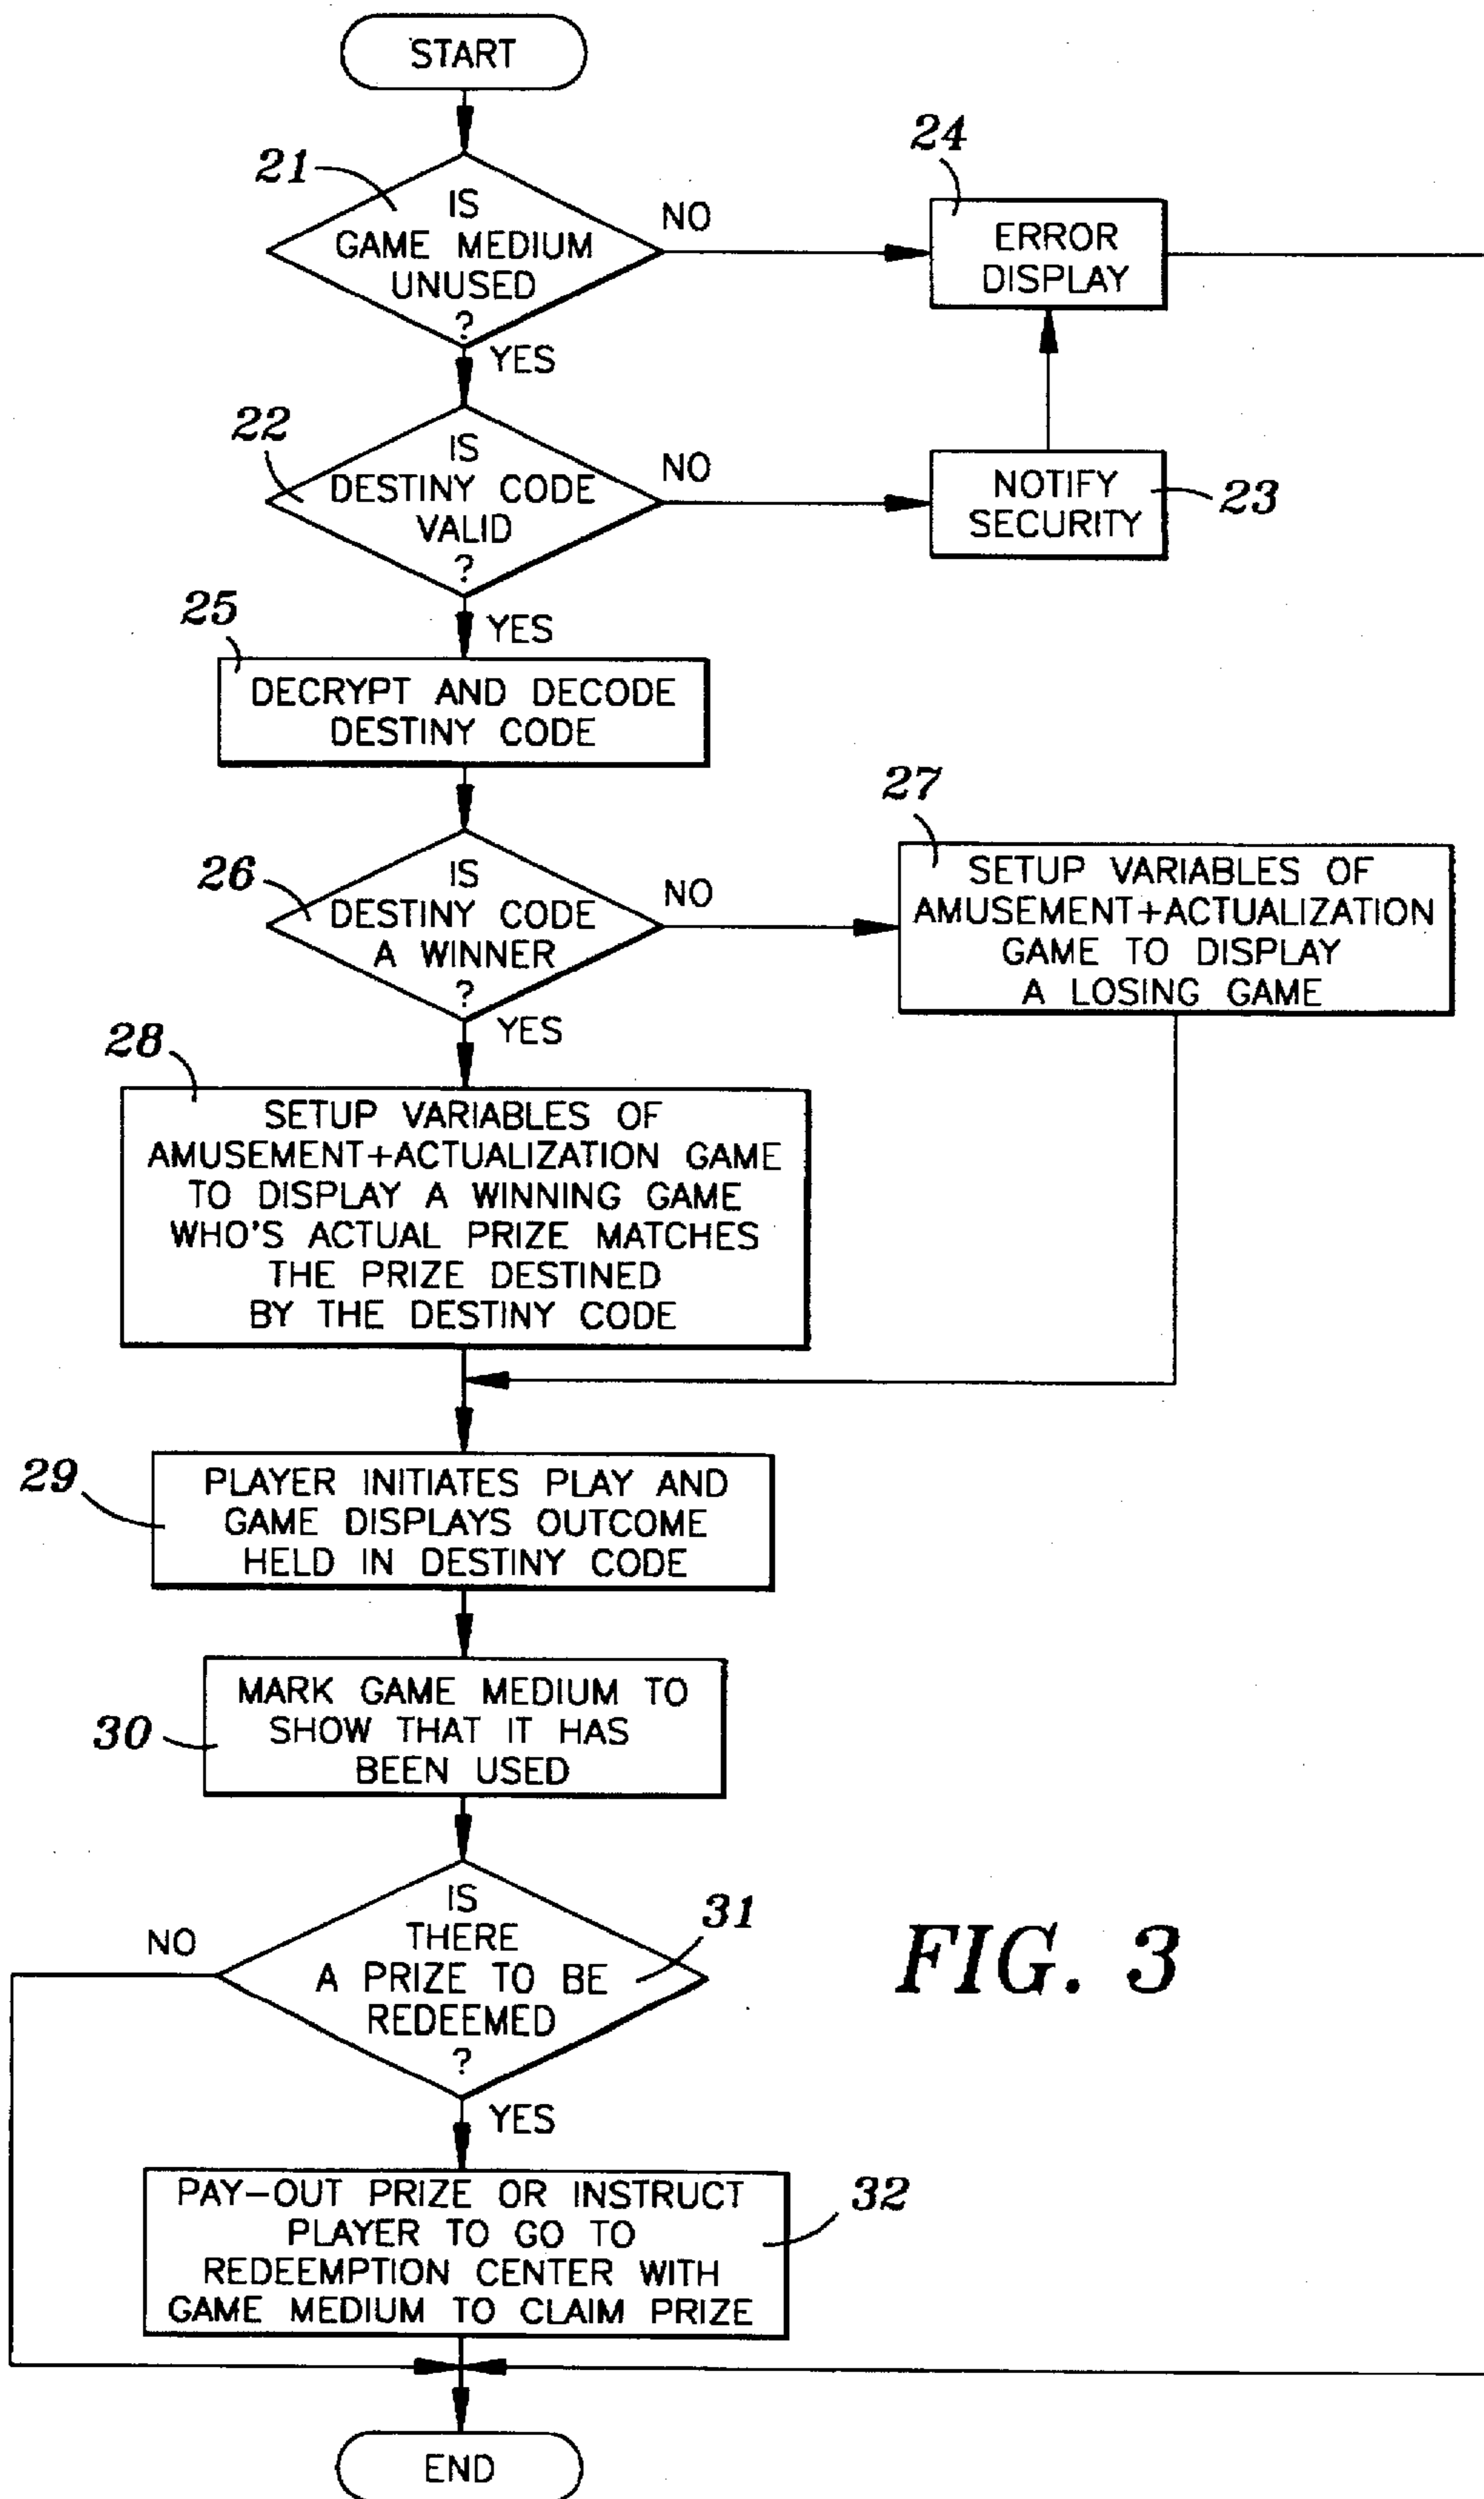 START
21
IS
GAME MEDIUM
UNUSED
?
NO
YES
24
ERROR
DISPLAY
22
IS
DESTINY CODE
VALID
?
NO
YES
NOTIFY
SECURITY
23
25
DECRYPT AND DECODE
DESTINY CODE
26
IS
DESTINY CODE
A WINNER
?
NO
YES
27
SETUP VARIABLES OF
AMUSEMENT+ACTUALIZATION
GAME TO DISPLAY
A LOSING GAME
28
SETUP VARIABLES OF
AMUSEMENT+ACTUALIZATION GAME
TO DISPLAY A WINNING GAME
WHO'S ACTUAL PRIZE MATCHES
THE PRIZE DESTINED
BY THE DESTINY CODE
29
PLAYER INITIATES PLAY AND
GAME DISPLAYS OUTCOME
HELD IN DESTINY CODE
30
MARK GAME MEDIUM TO
SHOW THAT IT HAS
BEEN USED
31
IS
THERE
A PRIZE TO BE
REDEEMED
?
NO
YES
FIG. 3
32
PAY-OUT PRIZE OR INSTRUCT
PLAYER TO GO TO
REDEMPTION CENTER WITH
GAME MEDIUM TO CLAIM PRIZE
END